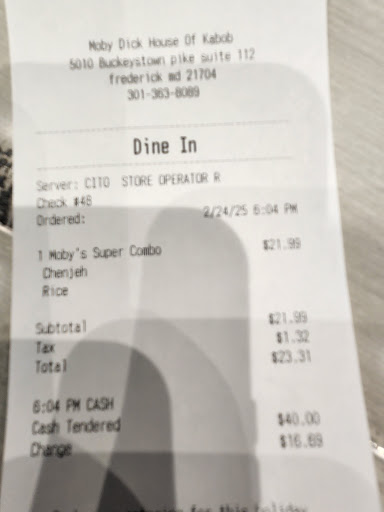 Moby Dick House Of Kabob
5010 Buckeystown pike suite 112
frederick md 21704
301-363-8089
Dine In
Server: CITO STORE OPERATOR R
Check #48
Ordered: 2/24/25 6:04 PM
1 Moby's Super Combo $21.99
Chenjeh
Rice
Subtotal $21.99
Tax $1.32
Total $23.31
6:04 PM CASH
Cash Tendered $40.00
Change $16.69
for this holiday